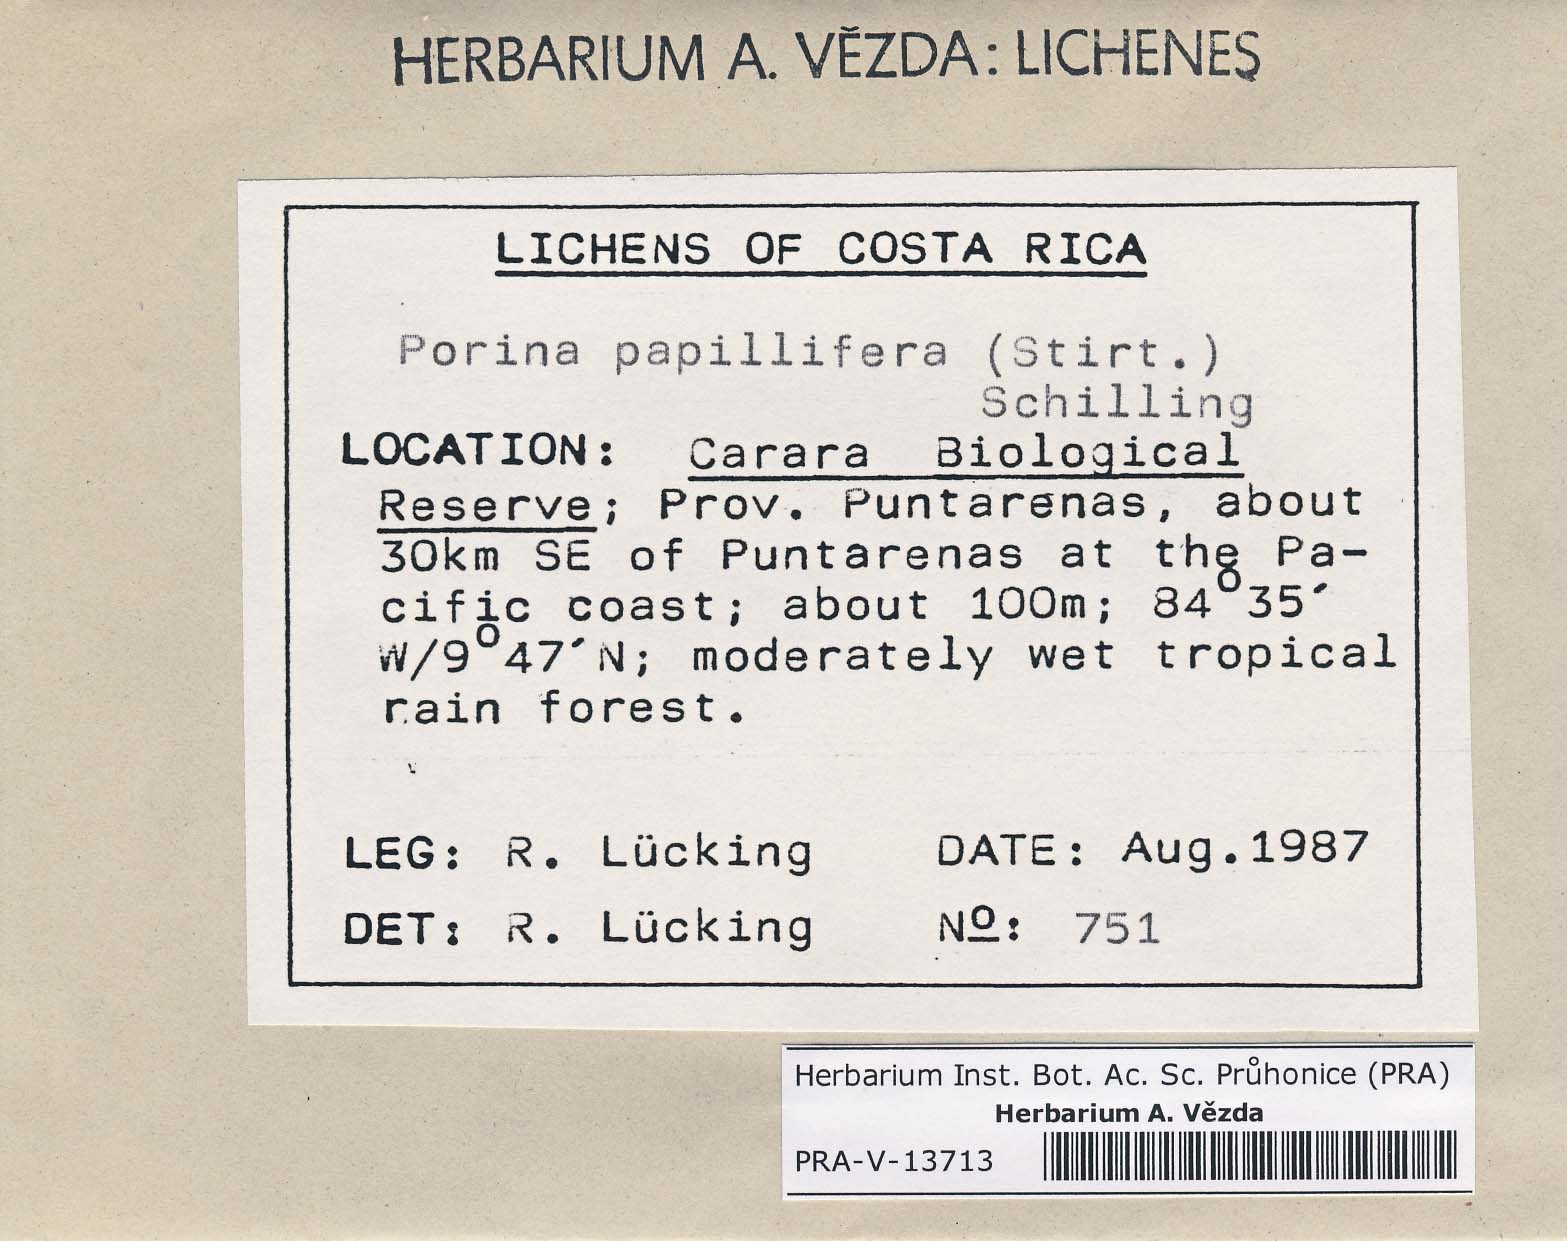 HERBARIUM A. VĚZDA: LICHENES
LICHENS OF COSTA RICA
Porina papillifera (Stirt.)
Schilling
LOCATION: Carara Biological
Reserve; Prov. Puntarenas, about
30km SE of Puntarenas at the Pa-
cific coast; about 100m; 84°35′
W/9°47′N; moderately wet tropical
rain forest.
LEG: R. Lücking DATE: Aug.1987
DET: R. Lücking Nº: 751
Herbarium Inst. Bot. Ac. Sc. Průhonice (PRA)
Herbarium A. Vězda
PRA-V-13713